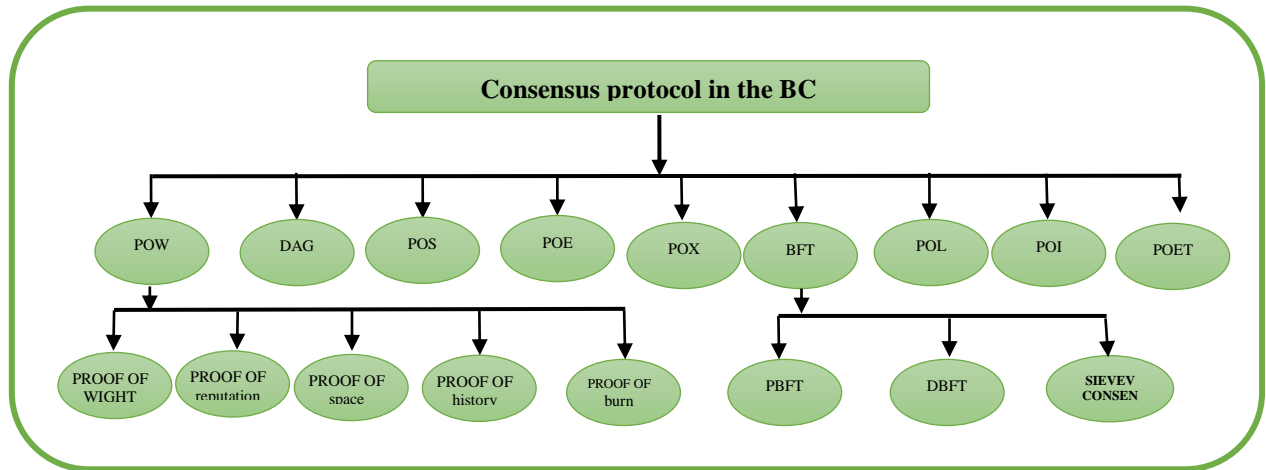 Consensus protocol in the BC
POW
DAG
POS
POE
POX
BFT
POL
POI
POET
PROOF OF
WIGHT
PROOF OF
reputation
PROOF OF
space
PROOF OF
history
PROOF OF
burn
PBFT
DBFT
SIEVEV
CONSEN